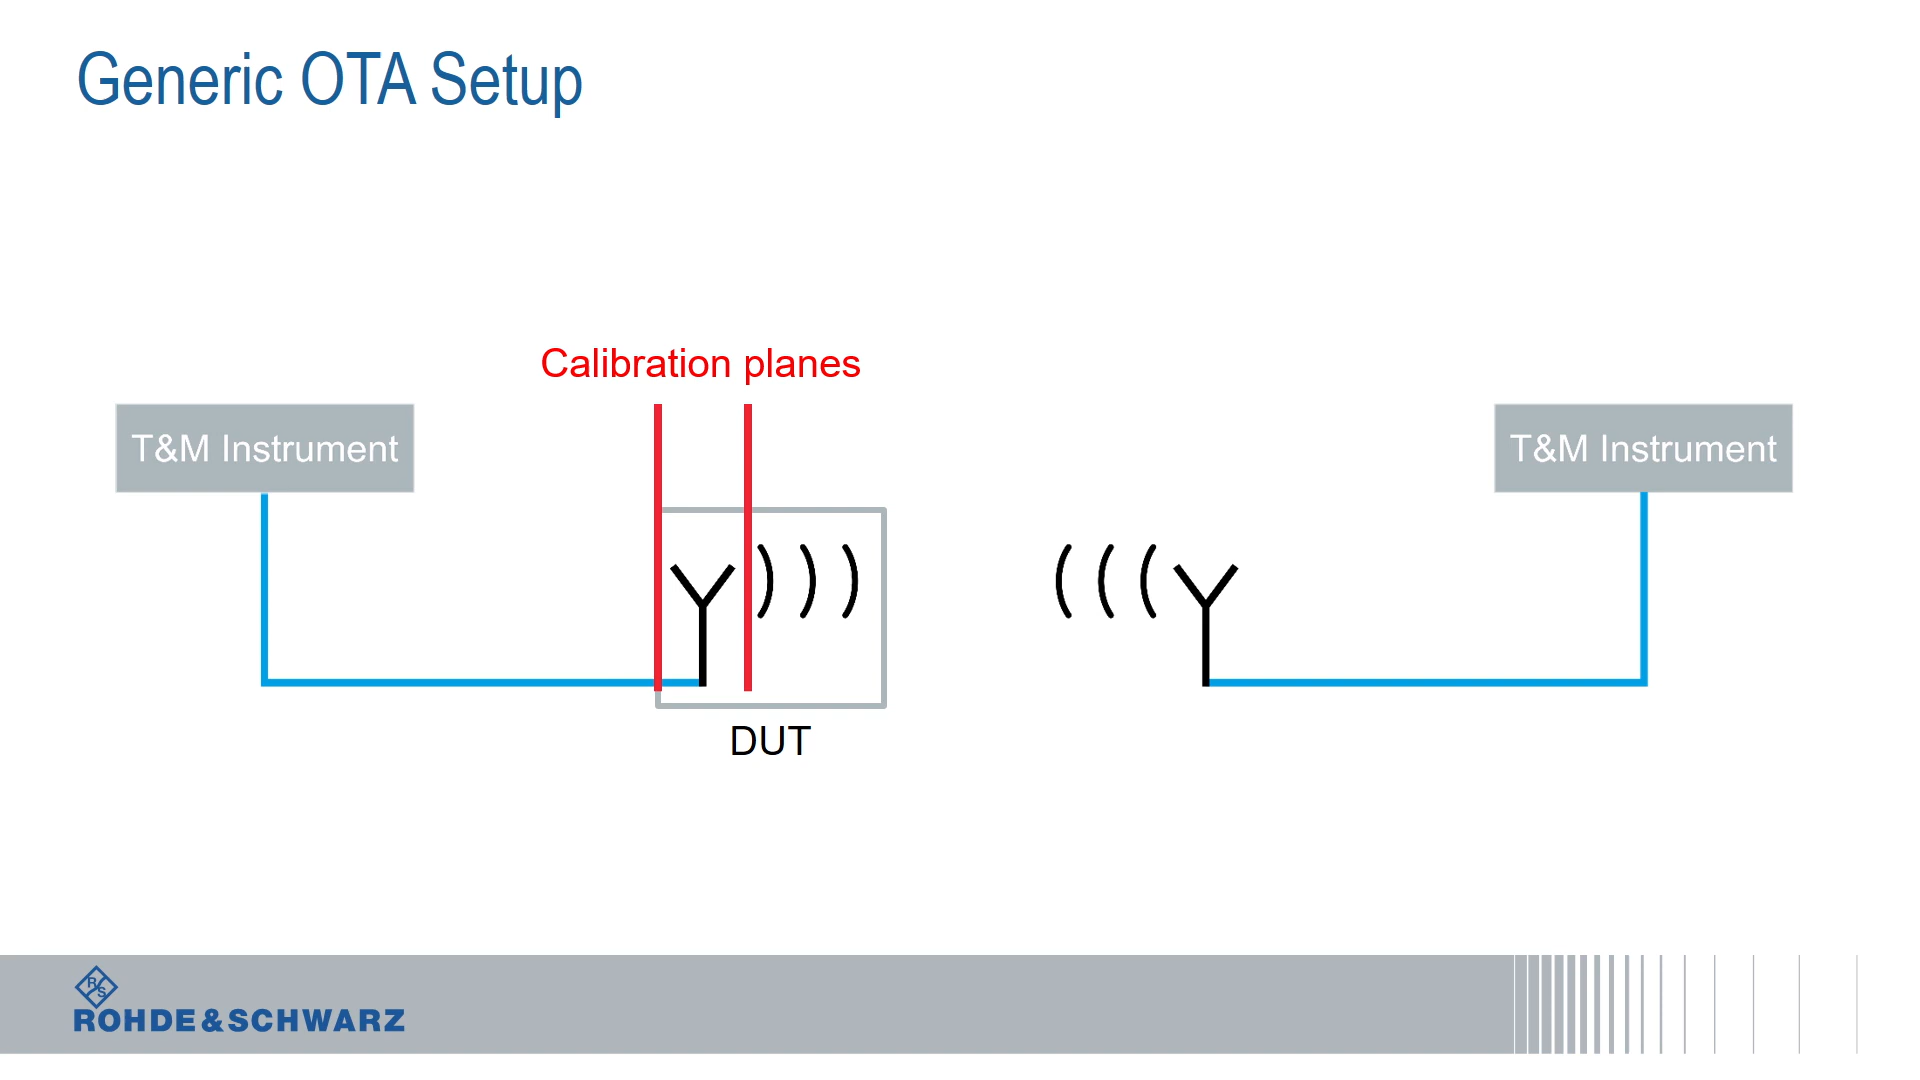 Generic OTA Setup
Calibration planes
T&M Instrument
T&M Instrument
DUT
R S
ROHDE&SCHWARZ